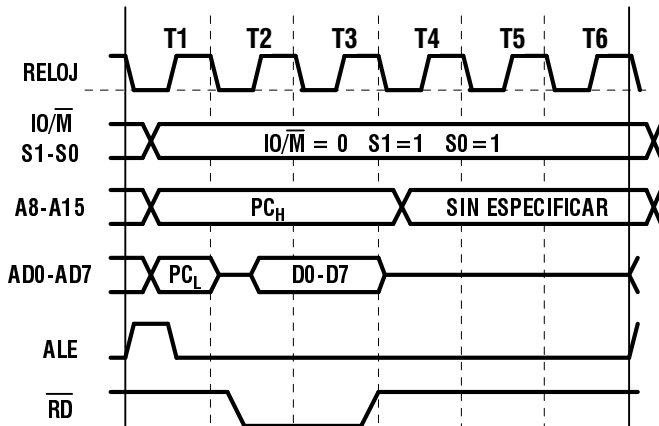 T1 T2 T3 T4 T5 T6
RELOJ
IO/M̅
S1-S0
IO/M̅ = 0 S1=1 S0=1
A8-A15 PCH SIN ESPECIFICAR
AD0-AD7 PCL D0-D7
ALE
R̅D̅